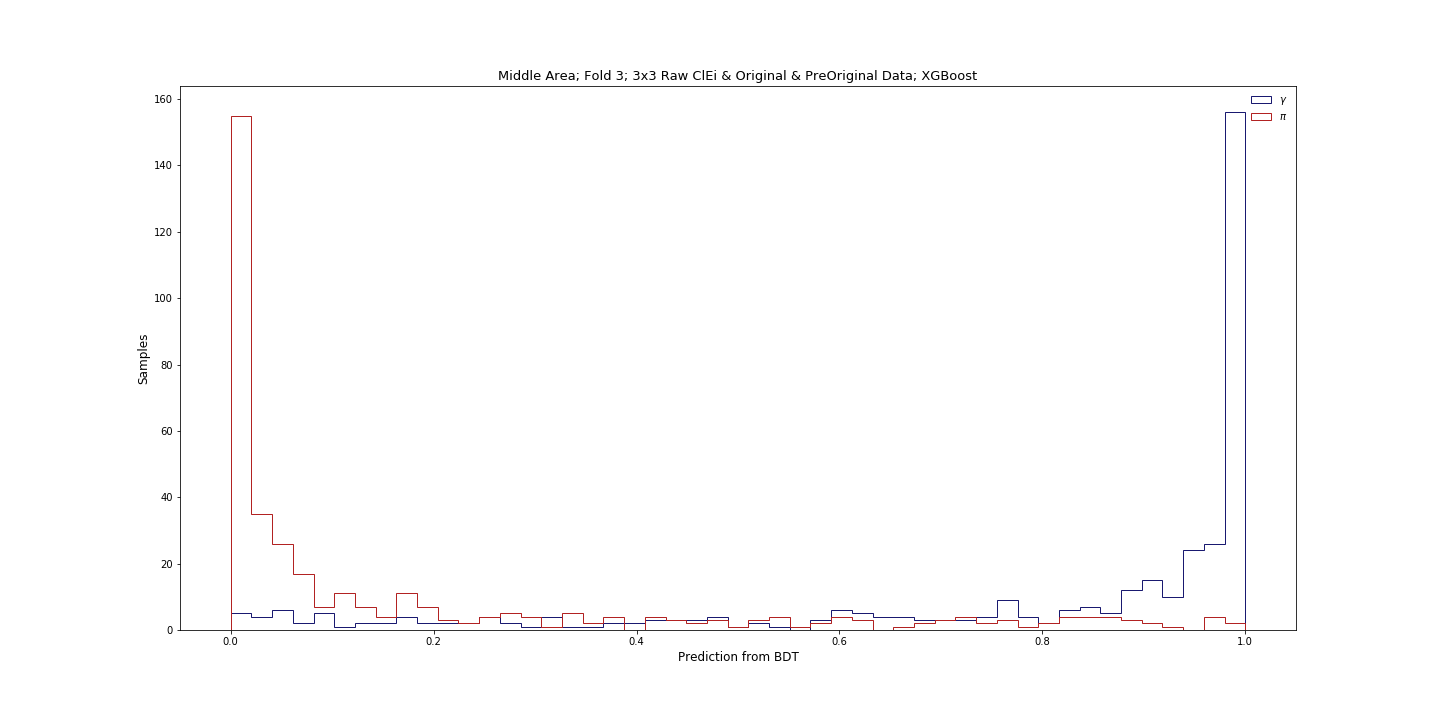 Middle Area; Fold 3; 3x3 Raw ClEi & Original & PreOriginal Data; XGBoost
γ
π
160
140
120
100
80
60
40
20
0
Samples
0.0 0.2 0.4 0.6 0.8 1.0
Prediction from BDT